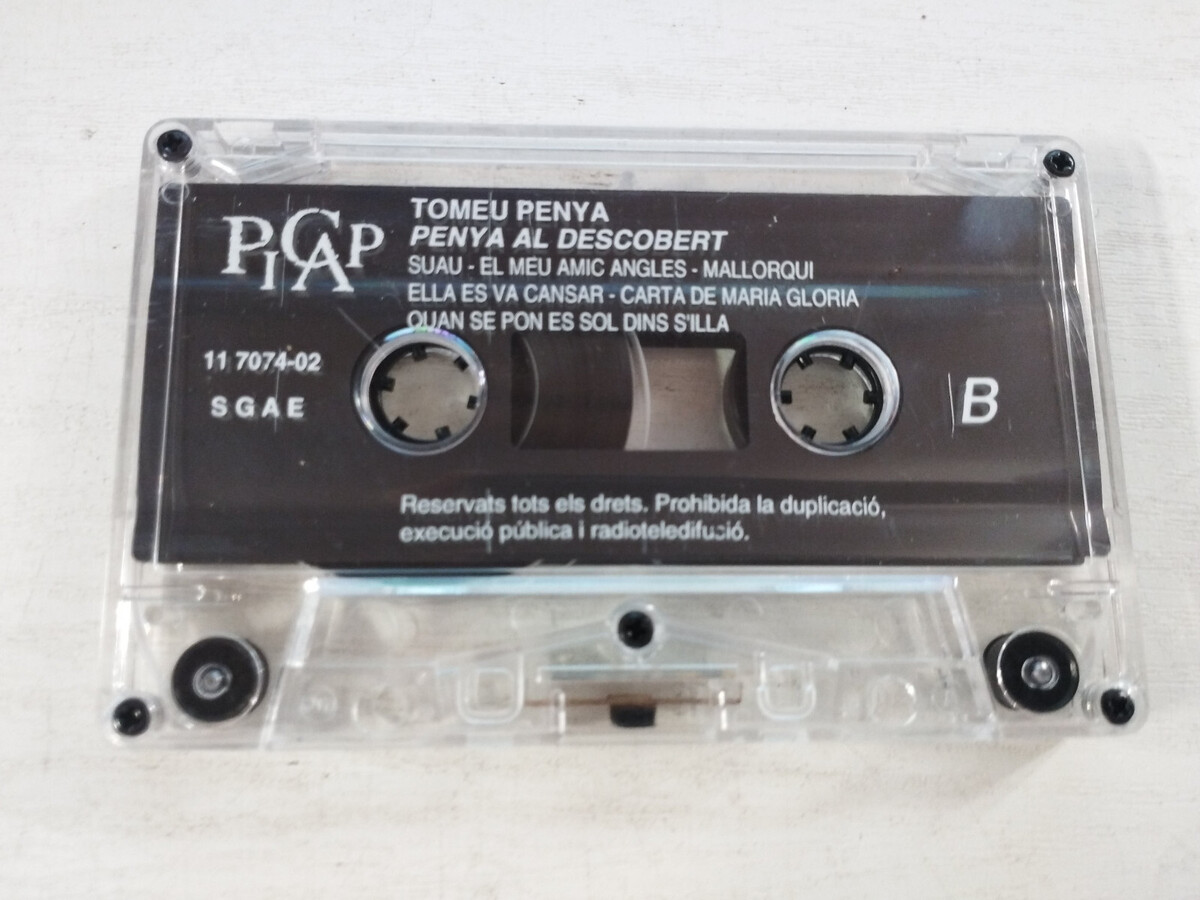 PICAP
TOMEU PENYA
PENYA AL DESCOBERT
SUAU - EL MEU AMIC ANGLES - MALLORQUI
ELLA ES VA CANSAR - CARTA DE MARIA GLORIA
QUAN SE PON ES SOL DINS S'ILLA
11 7074-02
SGAE
B
Reservats tots els drets. Prohibida la duplicació,
execució pública i radioteledifució.